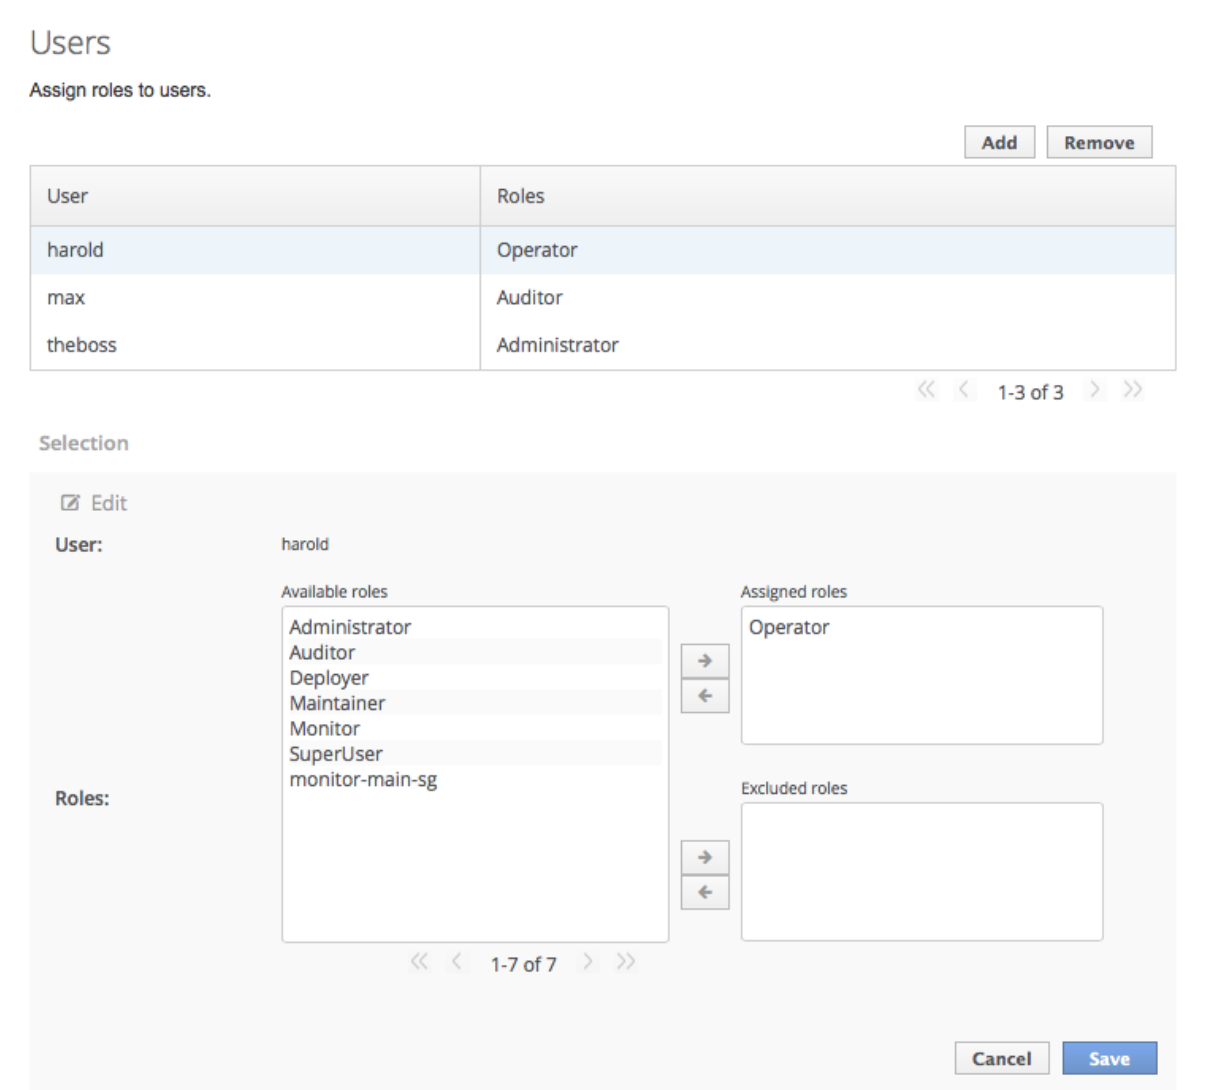 Users
Assign roles to users.
Add Remove
User Roles
harold Operator
max Auditor
theboss Administrator
1-3 of 3
Selection
Edit
User: harold
Available roles Assigned roles
Administrator Operator
Auditor
Deployer
Maintainer
Monitor
SuperUser
monitor-main-sg
Roles: Excluded roles
1-7 of 7
Cancel Save